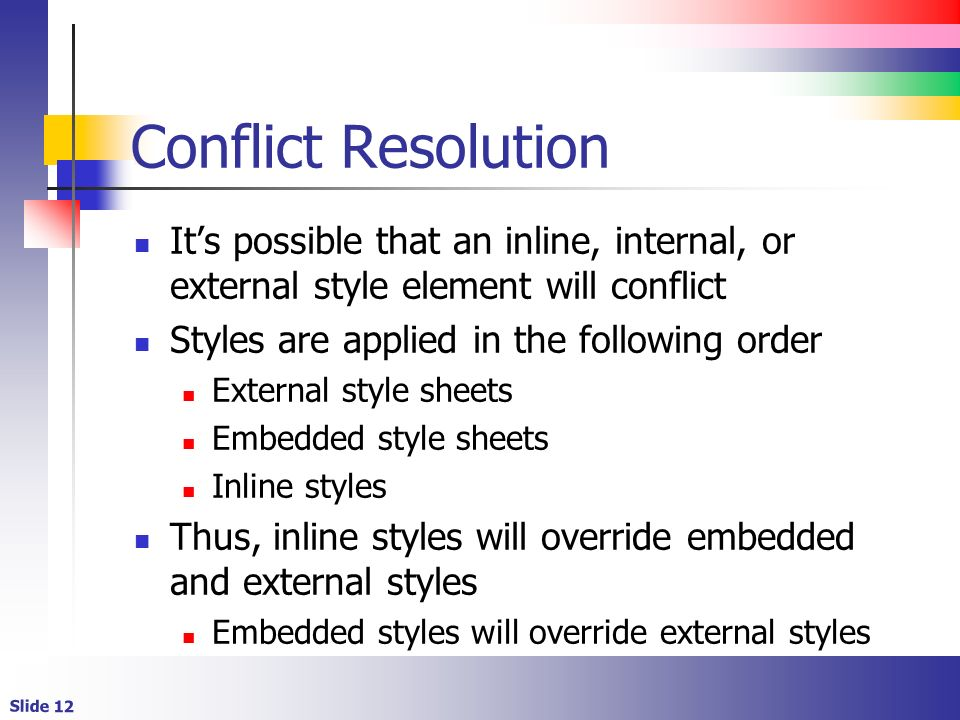 Conflict Resolution
It’s possible that an inline, internal, or
external style element will conflict
Styles are applied in the following order
External style sheets
Embedded style sheets
Inline styles
Thus, inline styles will override embedded
and external styles
Embedded styles will override external styles
Slide 12